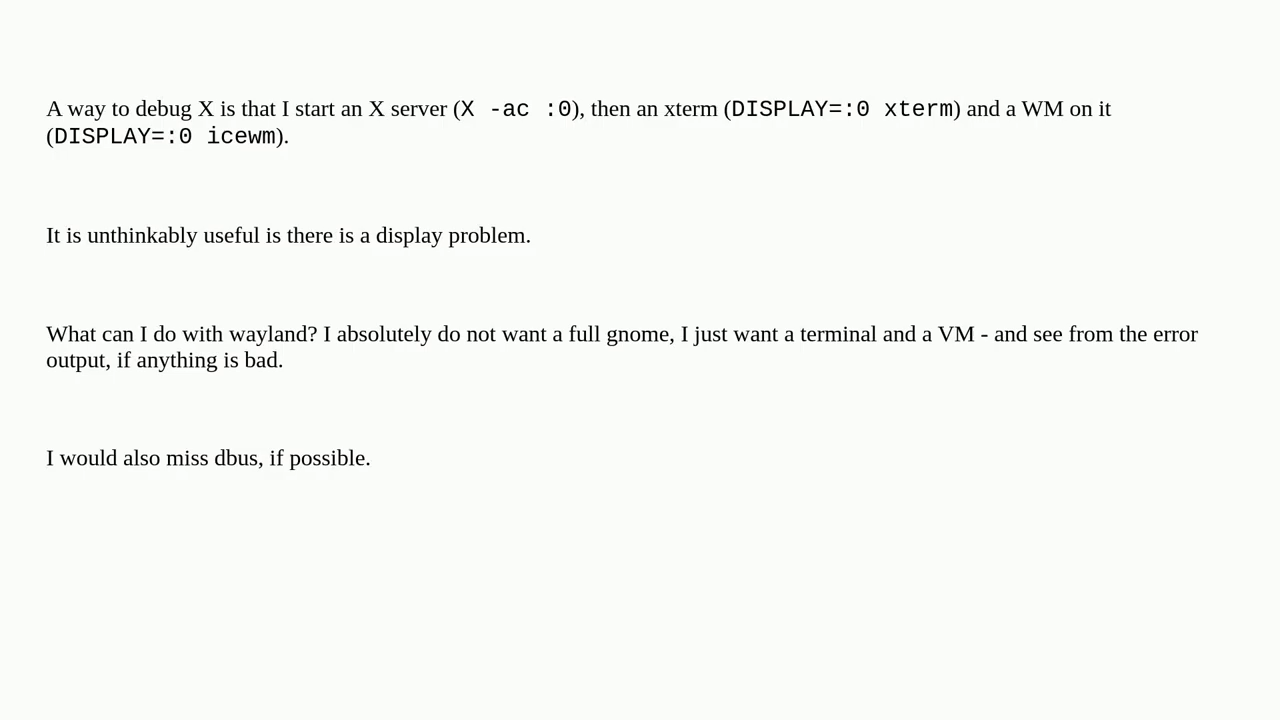 A way to debug X is that I start an X server (X -ac :0), then an xterm (DISPLAY=:0 xterm) and a WM on it
(DISPLAY=:0 icewm).
It is unthinkably useful is there is a display problem.
What can I do with wayland? I absolutely do not want a full gnome, I just want a terminal and a VM - and see from the error
output, if anything is bad.
I would also miss dbus, if possible.